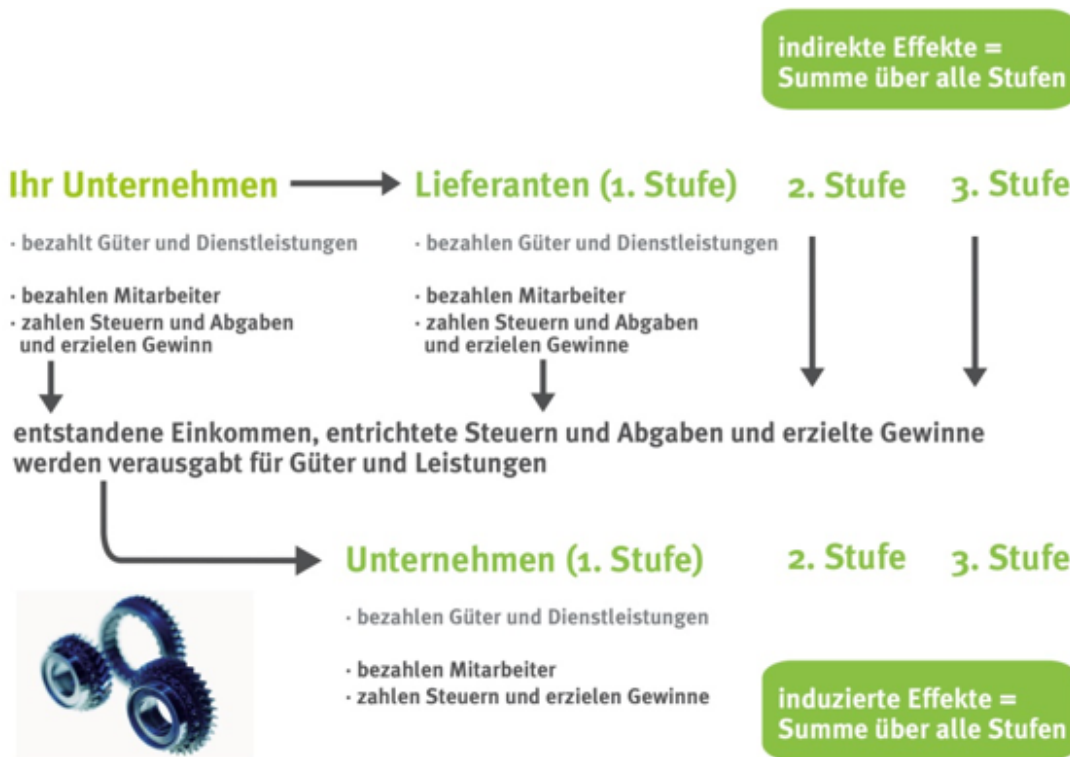 indirekte Effekte =
Summe über alle Stufen
Ihr Unternehmen
Lieferanten (1. Stufe)
2. Stufe
3. Stufe
· bezahlt Güter und Dienstleistungen
· bezahlen Mitarbeiter
· zahlen Steuern und Abgaben
und erzielen Gewinn
· bezahlen Güter und Dienstleistungen
· bezahlen Mitarbeiter
· zahlen Steuern und Abgaben
und erzielen Gewinne
entstandene Einkommen, entrichtete Steuern und Abgaben und erzielte Gewinne
werden verausgabt für Güter und Leistungen
Unternehmen (1. Stufe)
2. Stufe
3. Stufe
· bezahlen Güter und Dienstleistungen
· bezahlen Mitarbeiter
· zahlen Steuern und erzielen Gewinne
induzierte Effekte =
Summe über alle Stufen